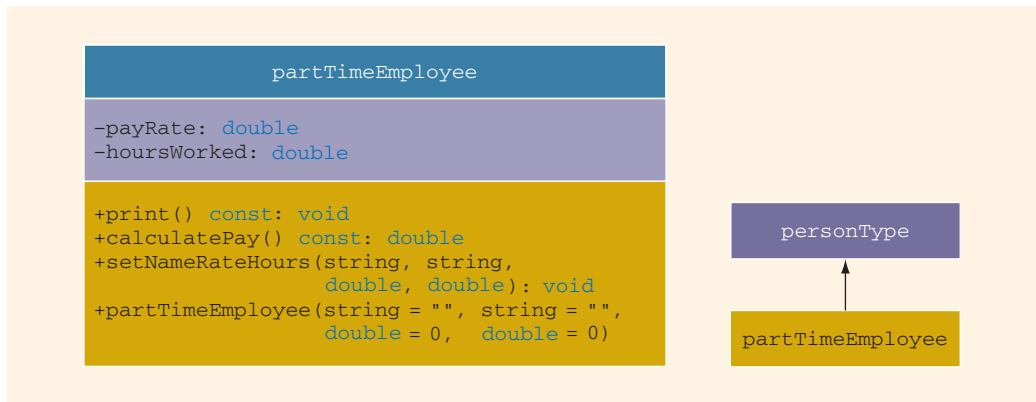 partTimeEmployee
-payRate: double
-hoursWorked: double
+print() const: void
+calculatePay() const: double
+setNameRateHours(string, string,
double, double): void
+partTimeEmployee(string = "", string = "",
double = 0, double = 0)
personType
partTimeEmployee